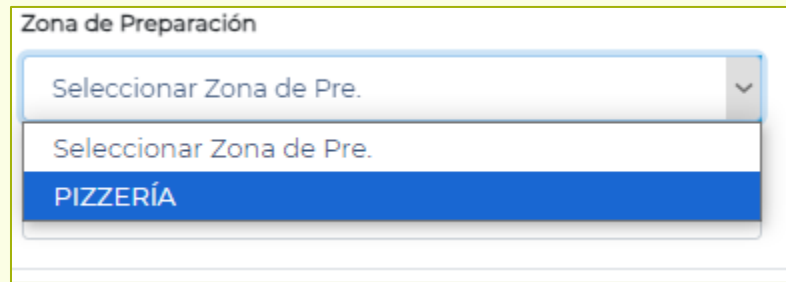 Zona de Preparación
Seleccionar Zona de Pre.
Seleccionar Zona de Pre.
PIZZERÍA